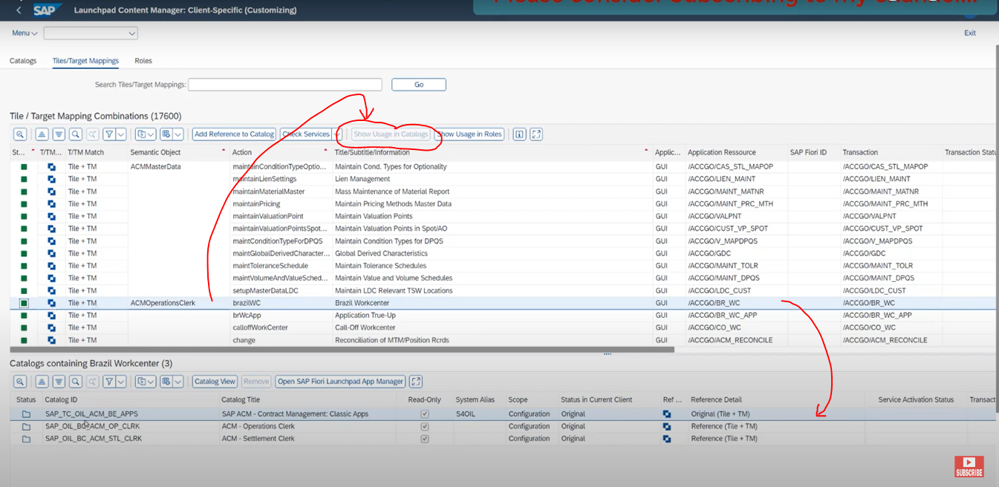 SAP Launchpad Content Manager: Client-Specific (Customizing)
Menu Exit
Catalogs Tiles/Target Mappings Roles
Search Tiles/Target Mappings: Go
Tile / Target Mapping Combinations (17600)
Add Reference to Catalog Check Services Show Usage in Catalogs Show Usage in Roles
St... T/TM... T/TM Match Semantic Object Action Title/Subtitle/Information Applic... Application Ressource SAP Fiori ID Transaction Transaction Statu
Tile + TM ACMMasterData maintainConditionTypeOptio... Maintain Cond. Types for Optionality GUI /ACCGO/CAS_STL_MAPOP /ACCGO/CAS_STL_MAPOP
Tile + TM maintainLienSettings Lien Management GUI /ACCGO/LIEN_MAINT /ACCGO/LIEN_MAINT
Tile + TM maintainMaterialMaster Mass Maintenance of Material Report GUI /ACCGO/MAINT_MATNR /ACCGO/MAINT_MATNR
Tile + TM maintainPricing Maintain Pricing Methods Master Data GUI /ACCGO/MAINT_PRC_MTH /ACCGO/MAINT_PRC_MTH
Tile + TM maintainValuationPoint Maintain Valuation Points GUI /ACCGO/VALPNT /ACCGO/VALPNT
Tile + TM maintainValuationPointsSpot... Maintain Valuation Points in Spot/AO GUI /ACCGO/CUST_VP_SPOT /ACCGO/CUST_VP_SPOT
Tile + TM maintConditionTypeForDPQS Maintain Condition Types for DPQS GUI /ACCGO/V_MAPDPQS /ACCGO/V_MAPDPQS
Tile + TM maintGlobalDerivedCharacter... Global Derived Characteristics GUI /ACCGO/GDC /ACCGO/GDC
Tile + TM maintToleranceSchedule Maintain Tolerance Schedules GUI /ACCGO/MAINT_TOLR /ACCGO/MAINT_TOLR
Tile + TM maintVolumeAndValueSched... Maintain Value and Volume Schedules GUI /ACCGO/MAINT_DPQS /ACCGO/MAINT_DPQS
Tile + TM setupMasterDataLDC Maintain LDC Relevant TSW Locations GUI /ACCGO/LDC_CUST /ACCGO/LDC_CUST
Tile + TM ACMOperationsClerk brazilWC Brazil Workcenter GUI /ACCGO/BR_WC /ACCGO/BR_WC
Tile + TM brWcApp Application True-Up GUI /ACCGO/BR_WC_APP /ACCGO/BR_WC_APP
Tile + TM calloffWorkCenter Call-Off Workcenter GUI /ACCGO/CO_WC /ACCGO/CO_WC
Tile + TM change Reconciliation of MTM/Position Rcrds GUI /ACCGO/ACM_RECONCILE /ACCGO/ACM_RECONCILE
Catalogs containing Brazil Workcenter (3)
Catalog View Remove Open SAP Fiori Launchpad App Manager
Status Catalog ID Catalog Title Read-Only System Alias Scope Status in Current Client Ref ... Reference Detail Service Activation Status Transact
SAP_TC_OIL_ACM_BE_APPS SAP ACM - Contract Management: Classic Apps S4OIL Configuration Original Original (Tile + TM)
SAP_OIL_BC_ACM_OP_CLRK ACM - Operations Clerk Configuration Original Reference (Tile + TM)
SAP_OIL_BC_ACM_STL_CLRK ACM - Settlement Clerk Configuration Original Reference (Tile + TM)
SUBSCRIBE